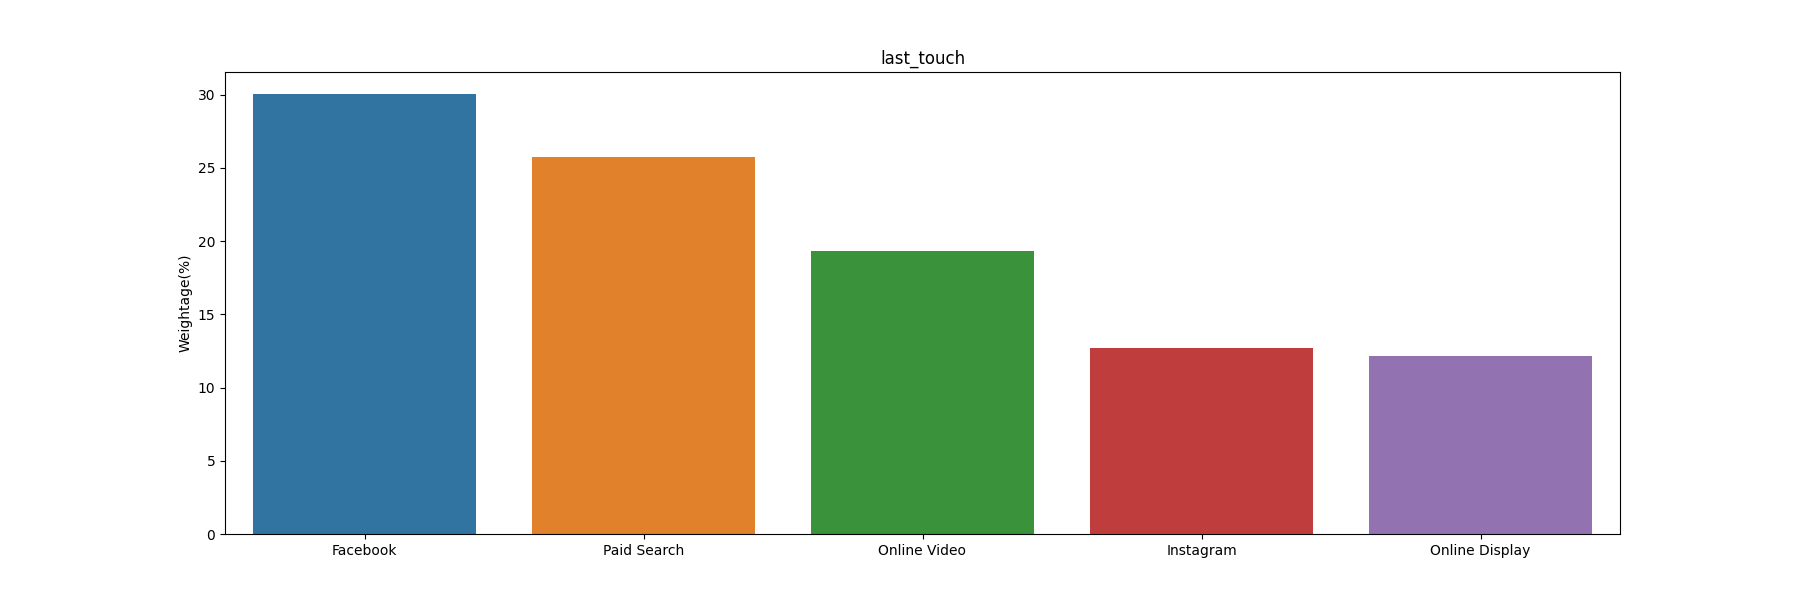 last_touch
Weightage(%)
30
25
20
15
10
5
0
Facebook
Paid Search
Online Video
Instagram
Online Display